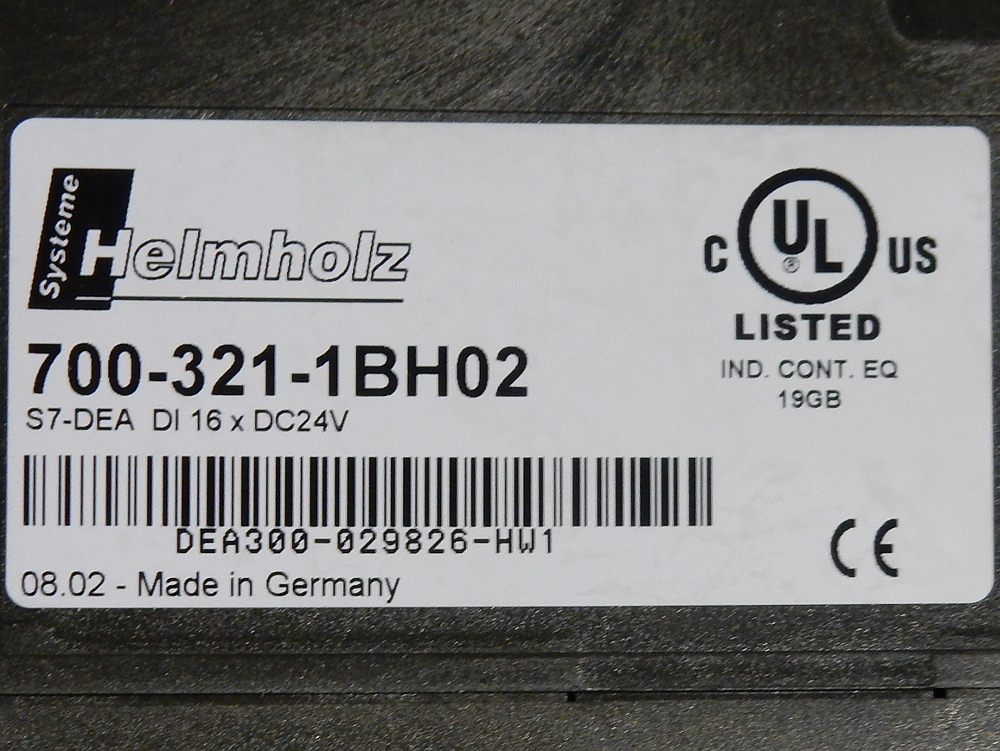 Systeme
Helmholz
C UL® US
LISTED
IND. CONT. EQ
19GB
700-321-1BH02
S7-DEA DI 16 x DC24V
DEA300-029826-HW1
08.02 - Made in Germany
CE